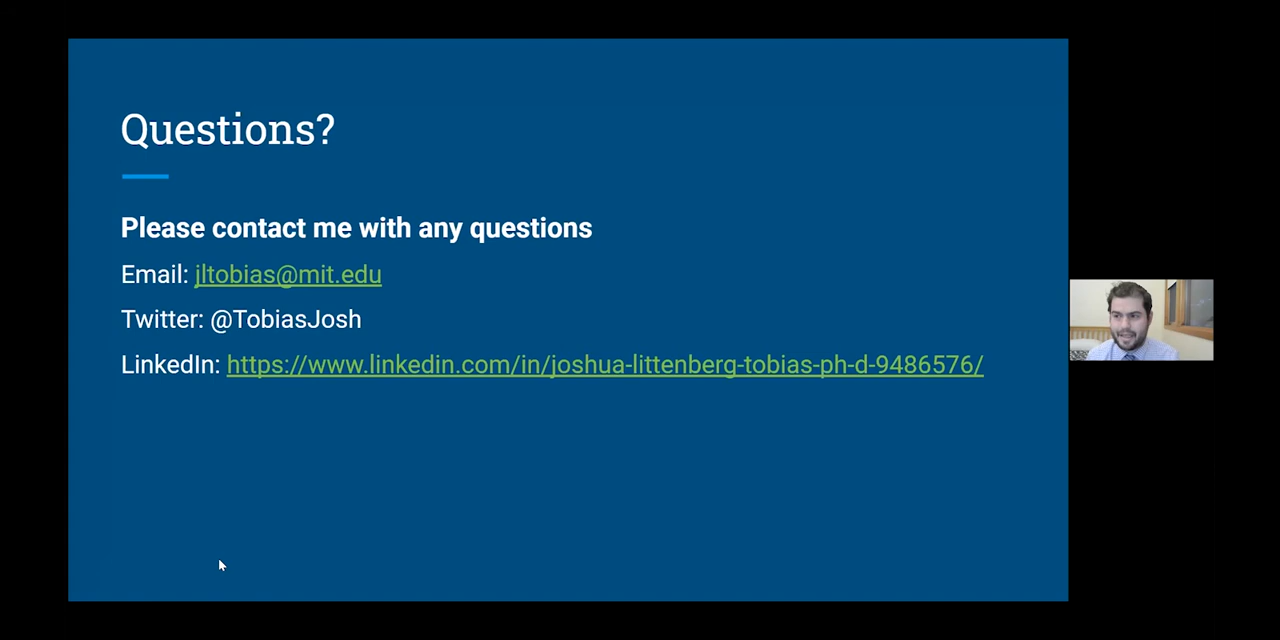 Questions?
Please contact me with any questions
Email: jltobias@mit.edu
Twitter: @TobiasJosh
LinkedIn: https://www.linkedin.com/in/joshua-littenberg-tobias-ph-d-9486576/